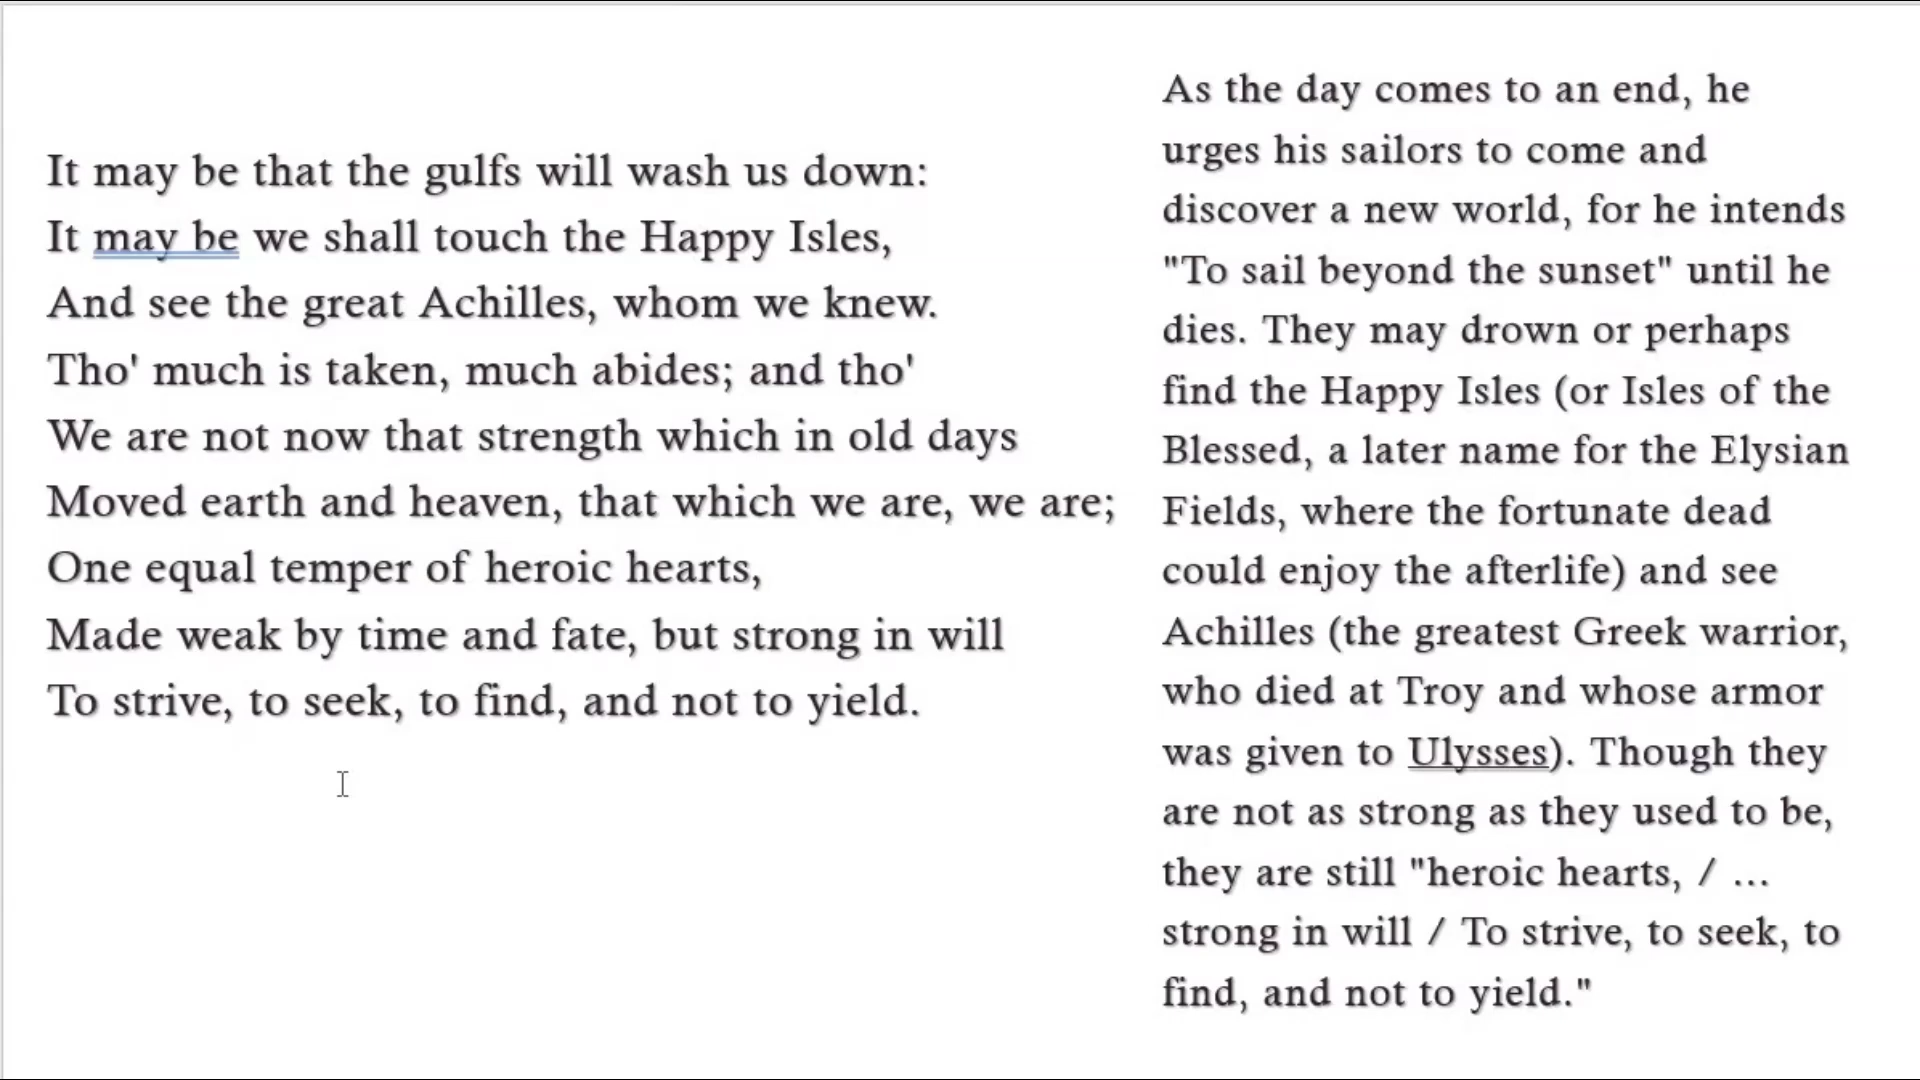 It may be that the gulfs will wash us down:
It may be we shall touch the Happy Isles,
And see the great Achilles, whom we knew.
Tho' much is taken, much abides; and tho'
We are not now that strength which in old days
Moved earth and heaven, that which we are, we are;
One equal temper of heroic hearts,
Made weak by time and fate, but strong in will
To strive, to seek, to find, and not to yield.
As the day comes to an end, he
urges his sailors to come and
discover a new world, for he intends
"To sail beyond the sunset" until he
dies. They may drown or perhaps
find the Happy Isles (or Isles of the
Blessed, a later name for the Elysian
Fields, where the fortunate dead
could enjoy the afterlife) and see
Achilles (the greatest Greek warrior,
who died at Troy and whose armor
was given to Ulysses). Though they
are not as strong as they used to be,
they are still "heroic hearts, / ...
strong in will / To strive, to seek, to
find, and not to yield."